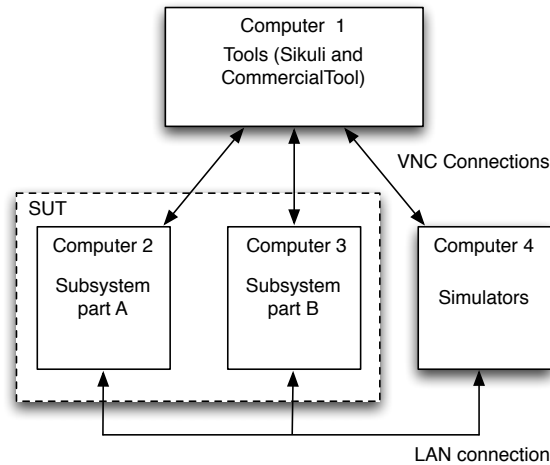 Computer 1
Tools (Sikuli and
CommercialTool)
VNC Connections
SUT
Computer 2
Subsystem
part A
Computer 3
Subsystem
part B
Computer 4
Simulators
LAN connection